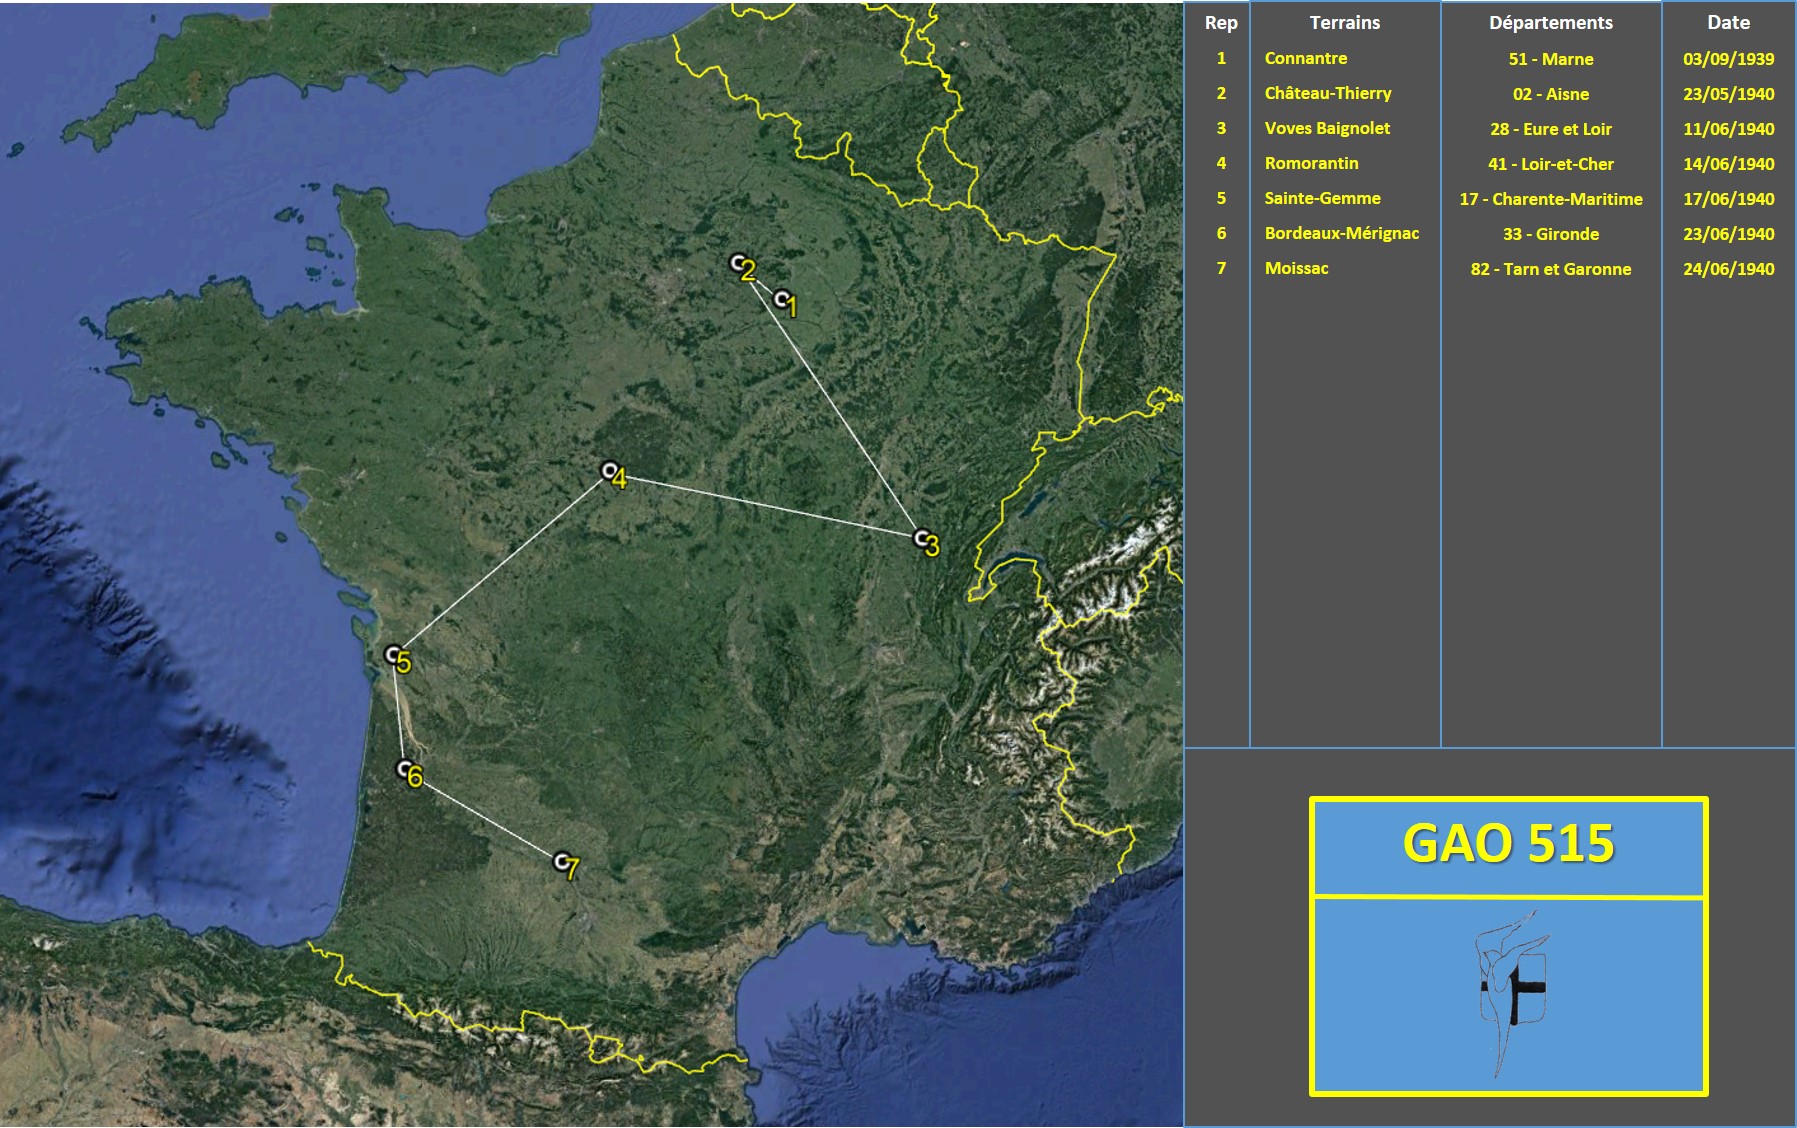 Rep Terrains Départements Date
1 Connantre 51 - Marne 03/09/1939
2 Château-Thierry 02 - Aisne 23/05/1940
3 Voves Baignolet 28 - Eure et Loir 11/06/1940
4 Romorantin 41 - Loir-et-Cher 14/06/1940
5 Sainte-Gemme 17 - Charente-Maritime 17/06/1940
6 Bordeaux-Mérignac 33 - Gironde 23/06/1940
7 Moissac 82 - Tarn et Garonne 24/06/1940
2
1
4
3
5
6
7
GAO 515